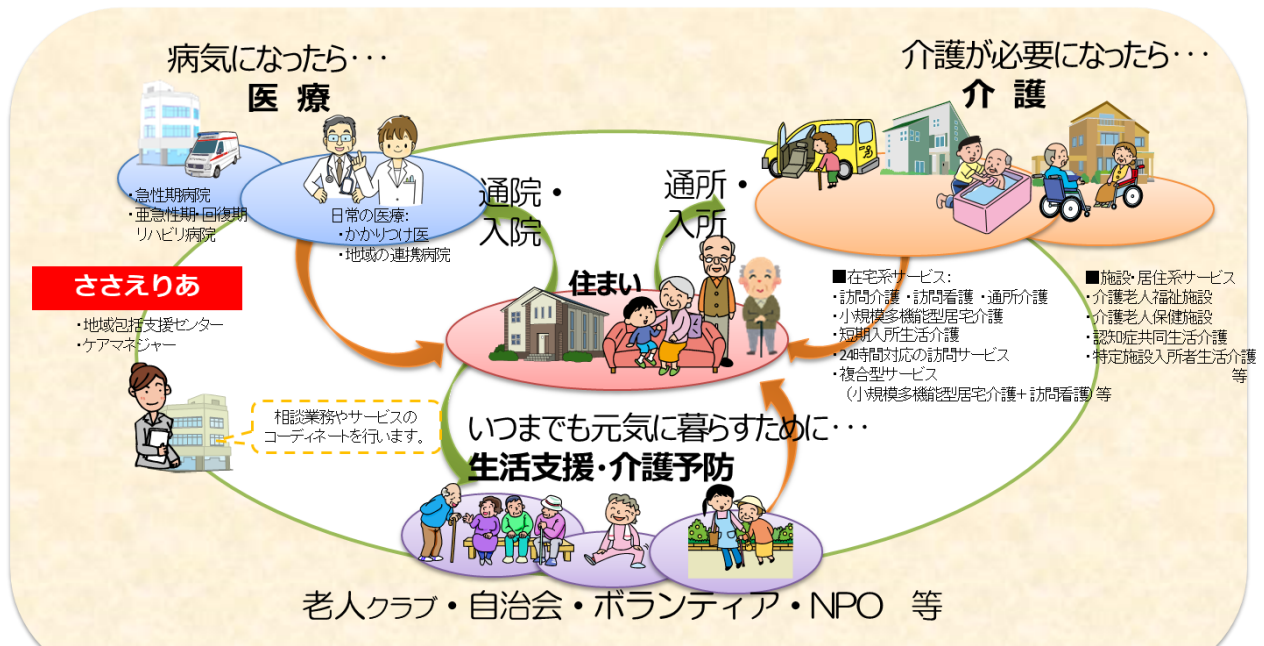 病気になったら･･･
医 療
・急性期病院
・亜急性期・回復期
リハビリ病院
日常の医療:
・かかりつけ医
・地域の連携病院
通院・
入院
通所・
入所
介護が必要になったら･･･
介 護
■在宅系サービス:
・訪問介護 ・訪問看護 ・通所介護
・小規模多機能型居宅介護
・短期入所生活介護
・24時間対応の訪問サービス
・複合型サービス
（小規模多機能型居宅介護＋訪問看護）等
■施設・居住系サービス
・介護老人福祉施設
・介護老人保健施設
・認知症共同生活介護
・特定施設入所者生活介護
等
住まい
ささえりあ
・地域包括支援センター
・ケアマネジャー
相談業務やサービスの
コーディネートを行います。
いつまでも元気に暮らすために･･･
生活支援・介護予防
老人クラブ・自治会・ボランティア・NPO 等